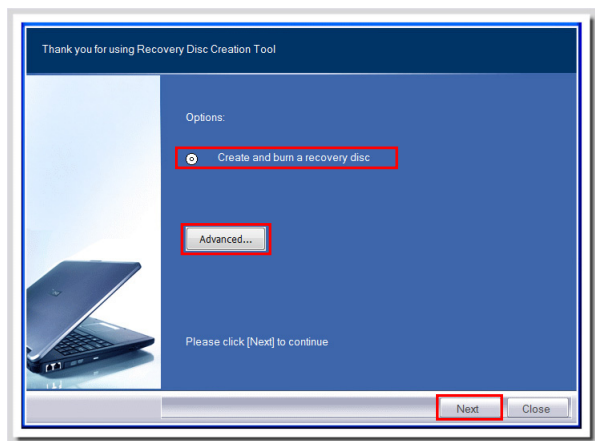 Thank you for using Recovery Disc Creation Tool
Options:
Create and burn a recovery disc
Advanced...
Please click [Next] to continue
Next Close